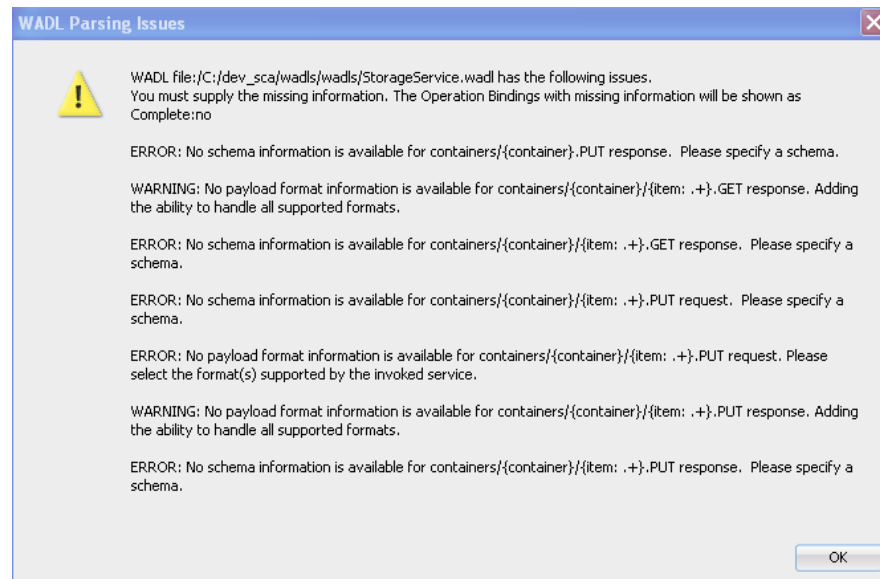 WADL Parsing Issues
WADL file:/C:/dev_sca/wadls/wadls/StorageService.wadl has the following issues.
You must supply the missing information. The Operation Bindings with missing information will be shown as
Complete:no
ERROR: No schema information is available for containers/{container}.PUT response.  Please specify a schema.
WARNING: No payload format information is available for containers/{container}/{item: .+}.GET response. Adding
the ability to handle all supported formats.
ERROR: No schema information is available for containers/{container}/{item: .+}.GET response.  Please specify a
schema.
ERROR: No schema information is available for containers/{container}/{item: .+}.PUT request.  Please specify a
schema.
ERROR: No payload format information is available for containers/{container}/{item: .+}.PUT request. Please
select the format(s) supported by the invoked service.
WARNING: No payload format information is available for containers/{container}/{item: .+}.PUT response. Adding
the ability to handle all supported formats.
ERROR: No schema information is available for containers/{container}/{item: .+}.PUT response.  Please specify a
schema.
OK